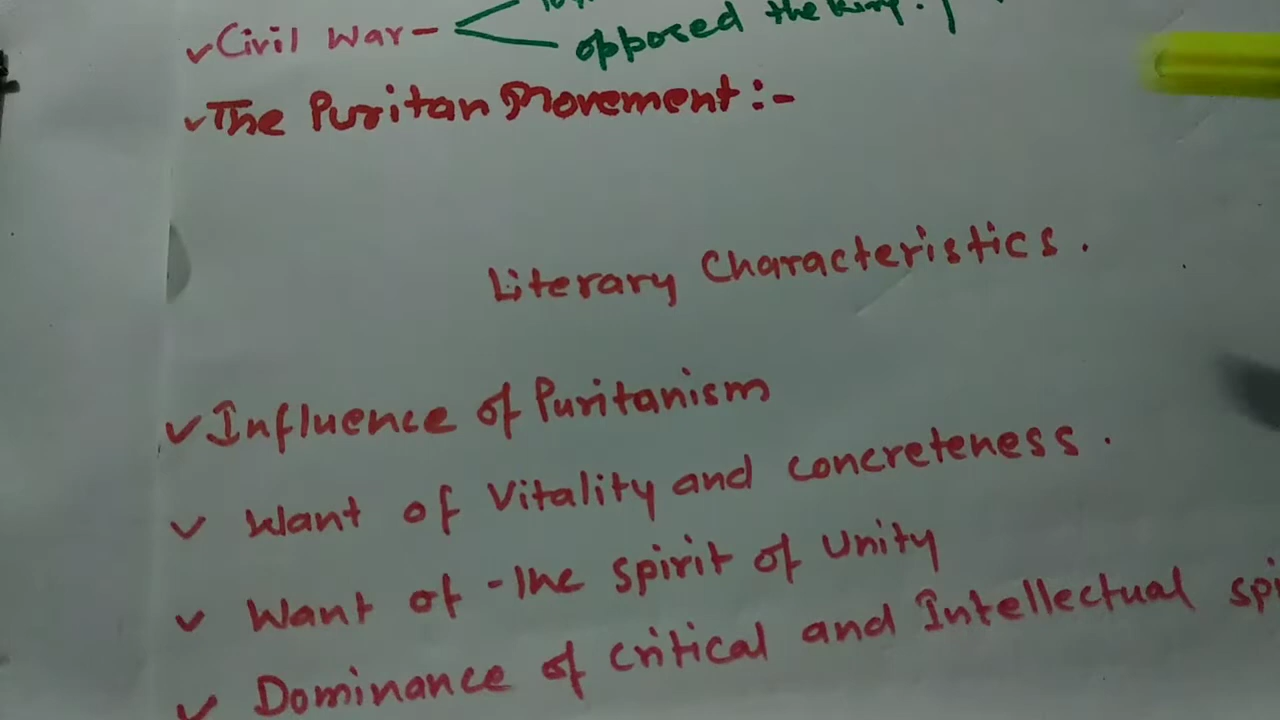 ✓Civil War-
opposed the King.
✓The Puritan Movement:-
Literary Characteristics.
✓Influence of Puritanism
✓ Want of Vitality and concreteness.
✓ Want of the spirit of Unity
✓ Dominance of critical and Intellectual